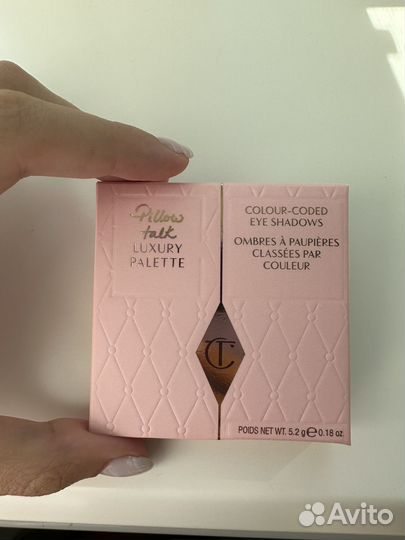 Pillow
talk
LUXURY
PALETTE
COLOUR-CODED
EYE SHADOWS
OMBRES À PAUPIÈRES
CLASSÉES PAR
COULEUR
CT
POIDS NET WT. 5.2 g ℮ 0.18 oz.
Avito